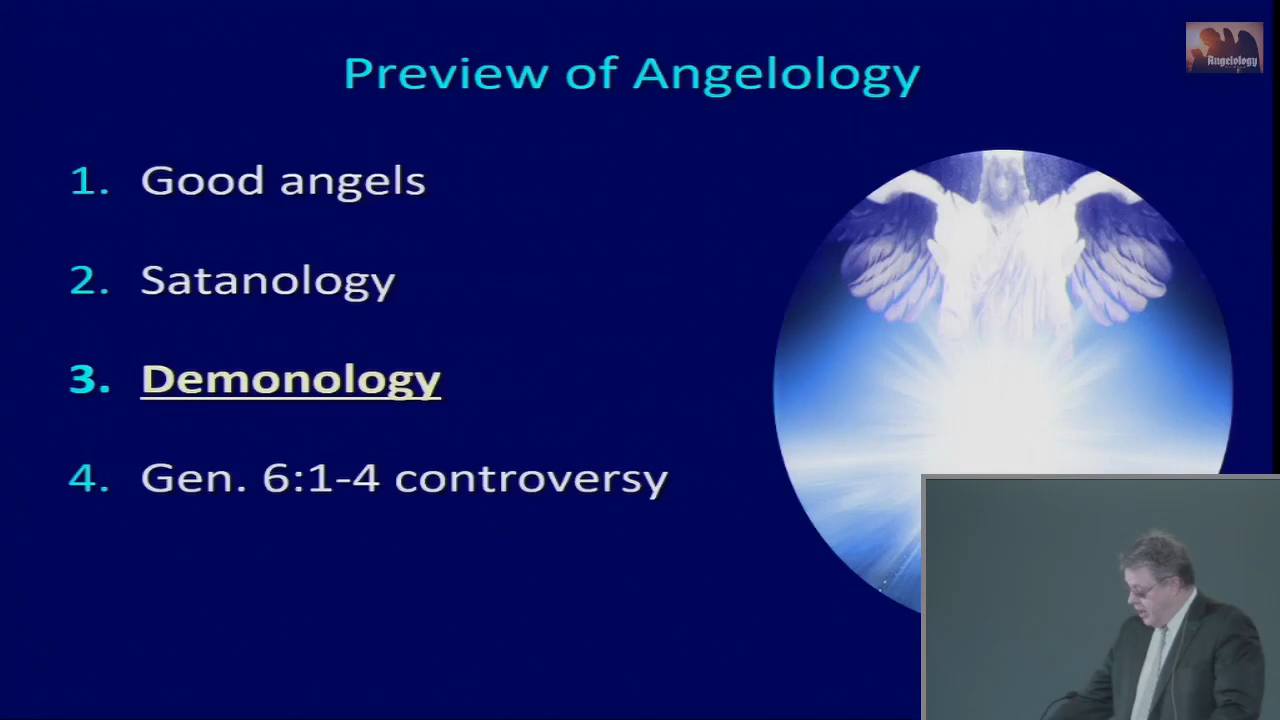 Preview of Angelology
Angelology
1. Good angels
2. Satanology
3. Demonology
4. Gen. 6:1-4 controversy